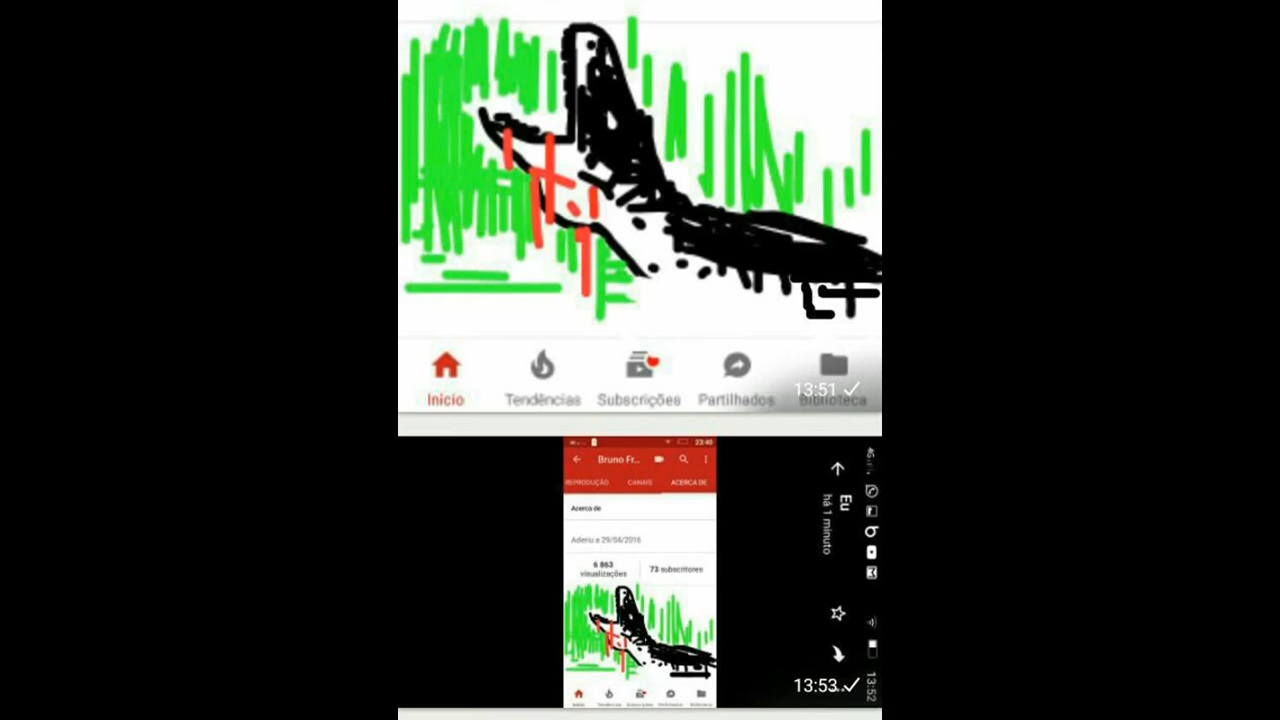 Início
Tendências
Subscrições
Partilhados
Biblioteca
13:51
23:40
Bruno Fr...
REPRODUÇÃO
CANAIS
ACERCA DE
Acerca de
Aderiu a 29/04/2016
6 863
visualizações
73 subscritores
Eu
há 1 minuto
4G
13:52
13:53